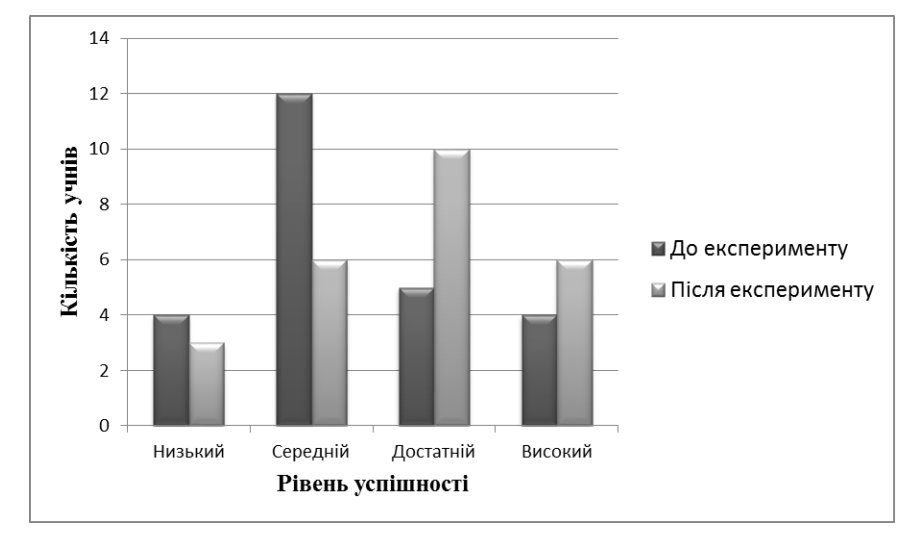 14
12
10
8
6
4
2
0
Кількість учнів
Низький Середній Достатній Високий
Рівень успішності
До експерименту
Після експерименту